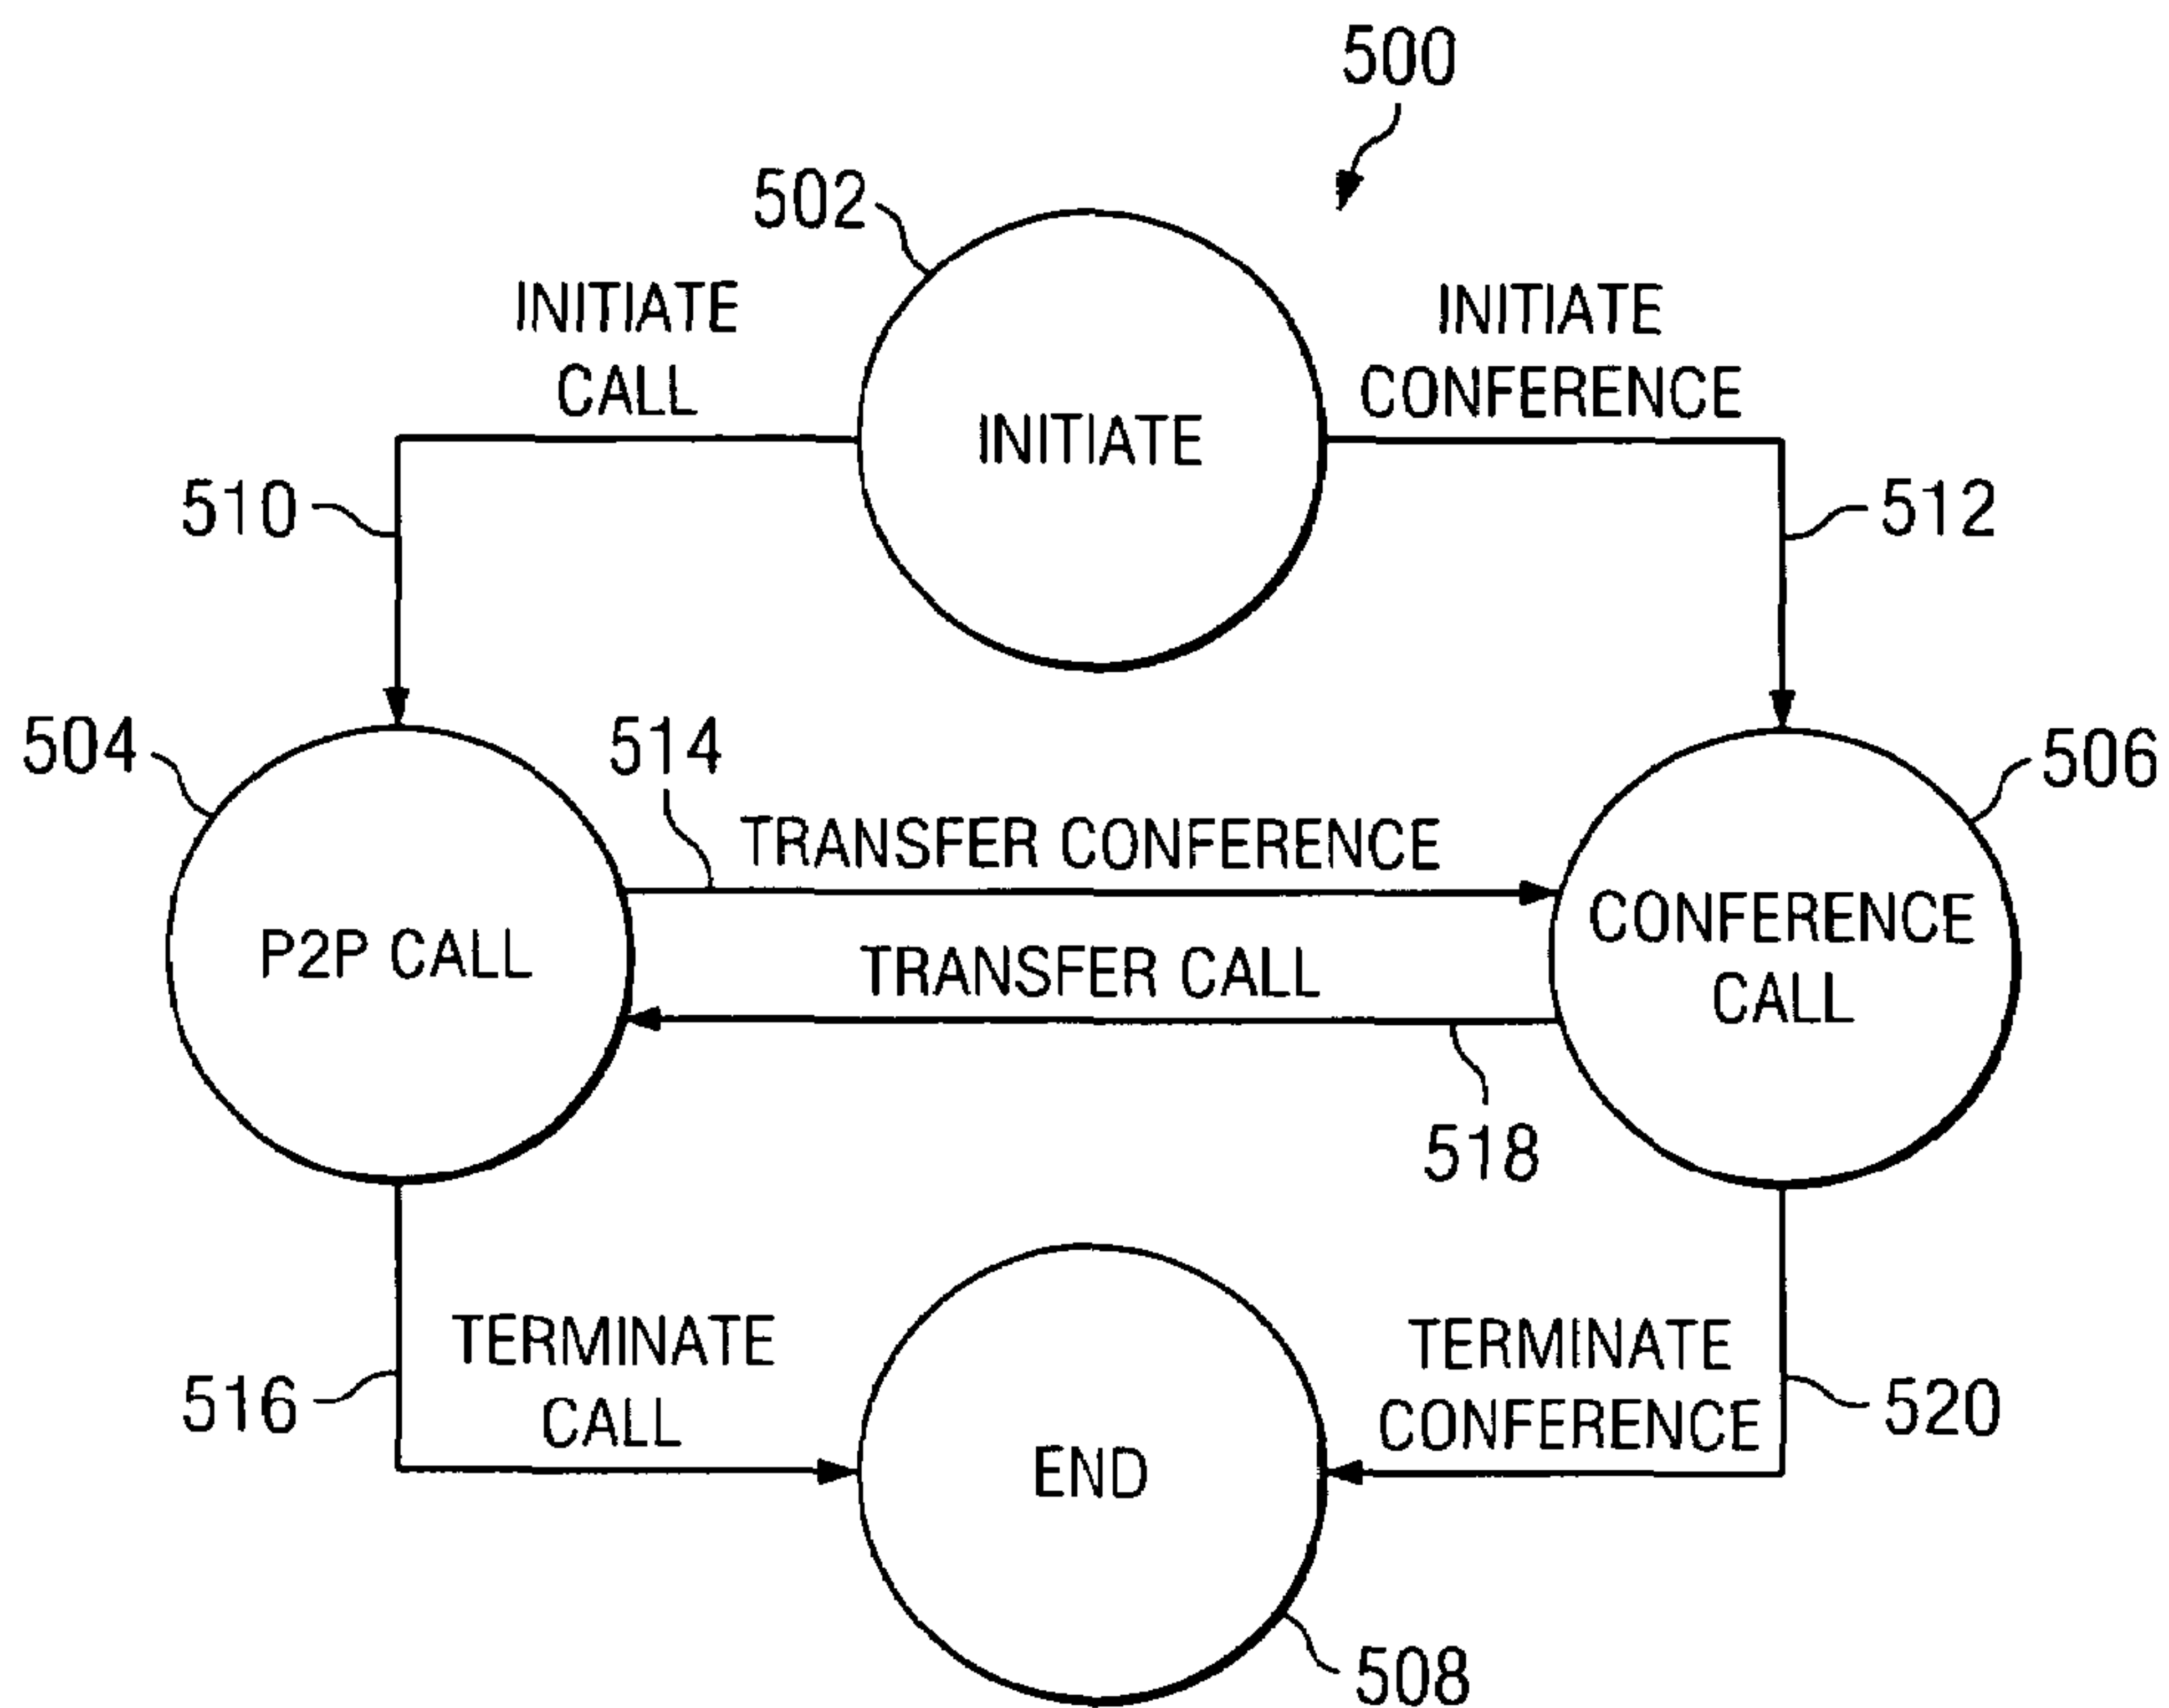 500
502
INITIATE
CALL
INITIATE
CONFERENCE
INITIATE
510
512
504
514
506
TRANSFER CONFERENCE
P2P CALL
CONFERENCE
CALL
TRANSFER CALL
518
TERMINATE
CALL
TERMINATE
CONFERENCE
516
520
END
508